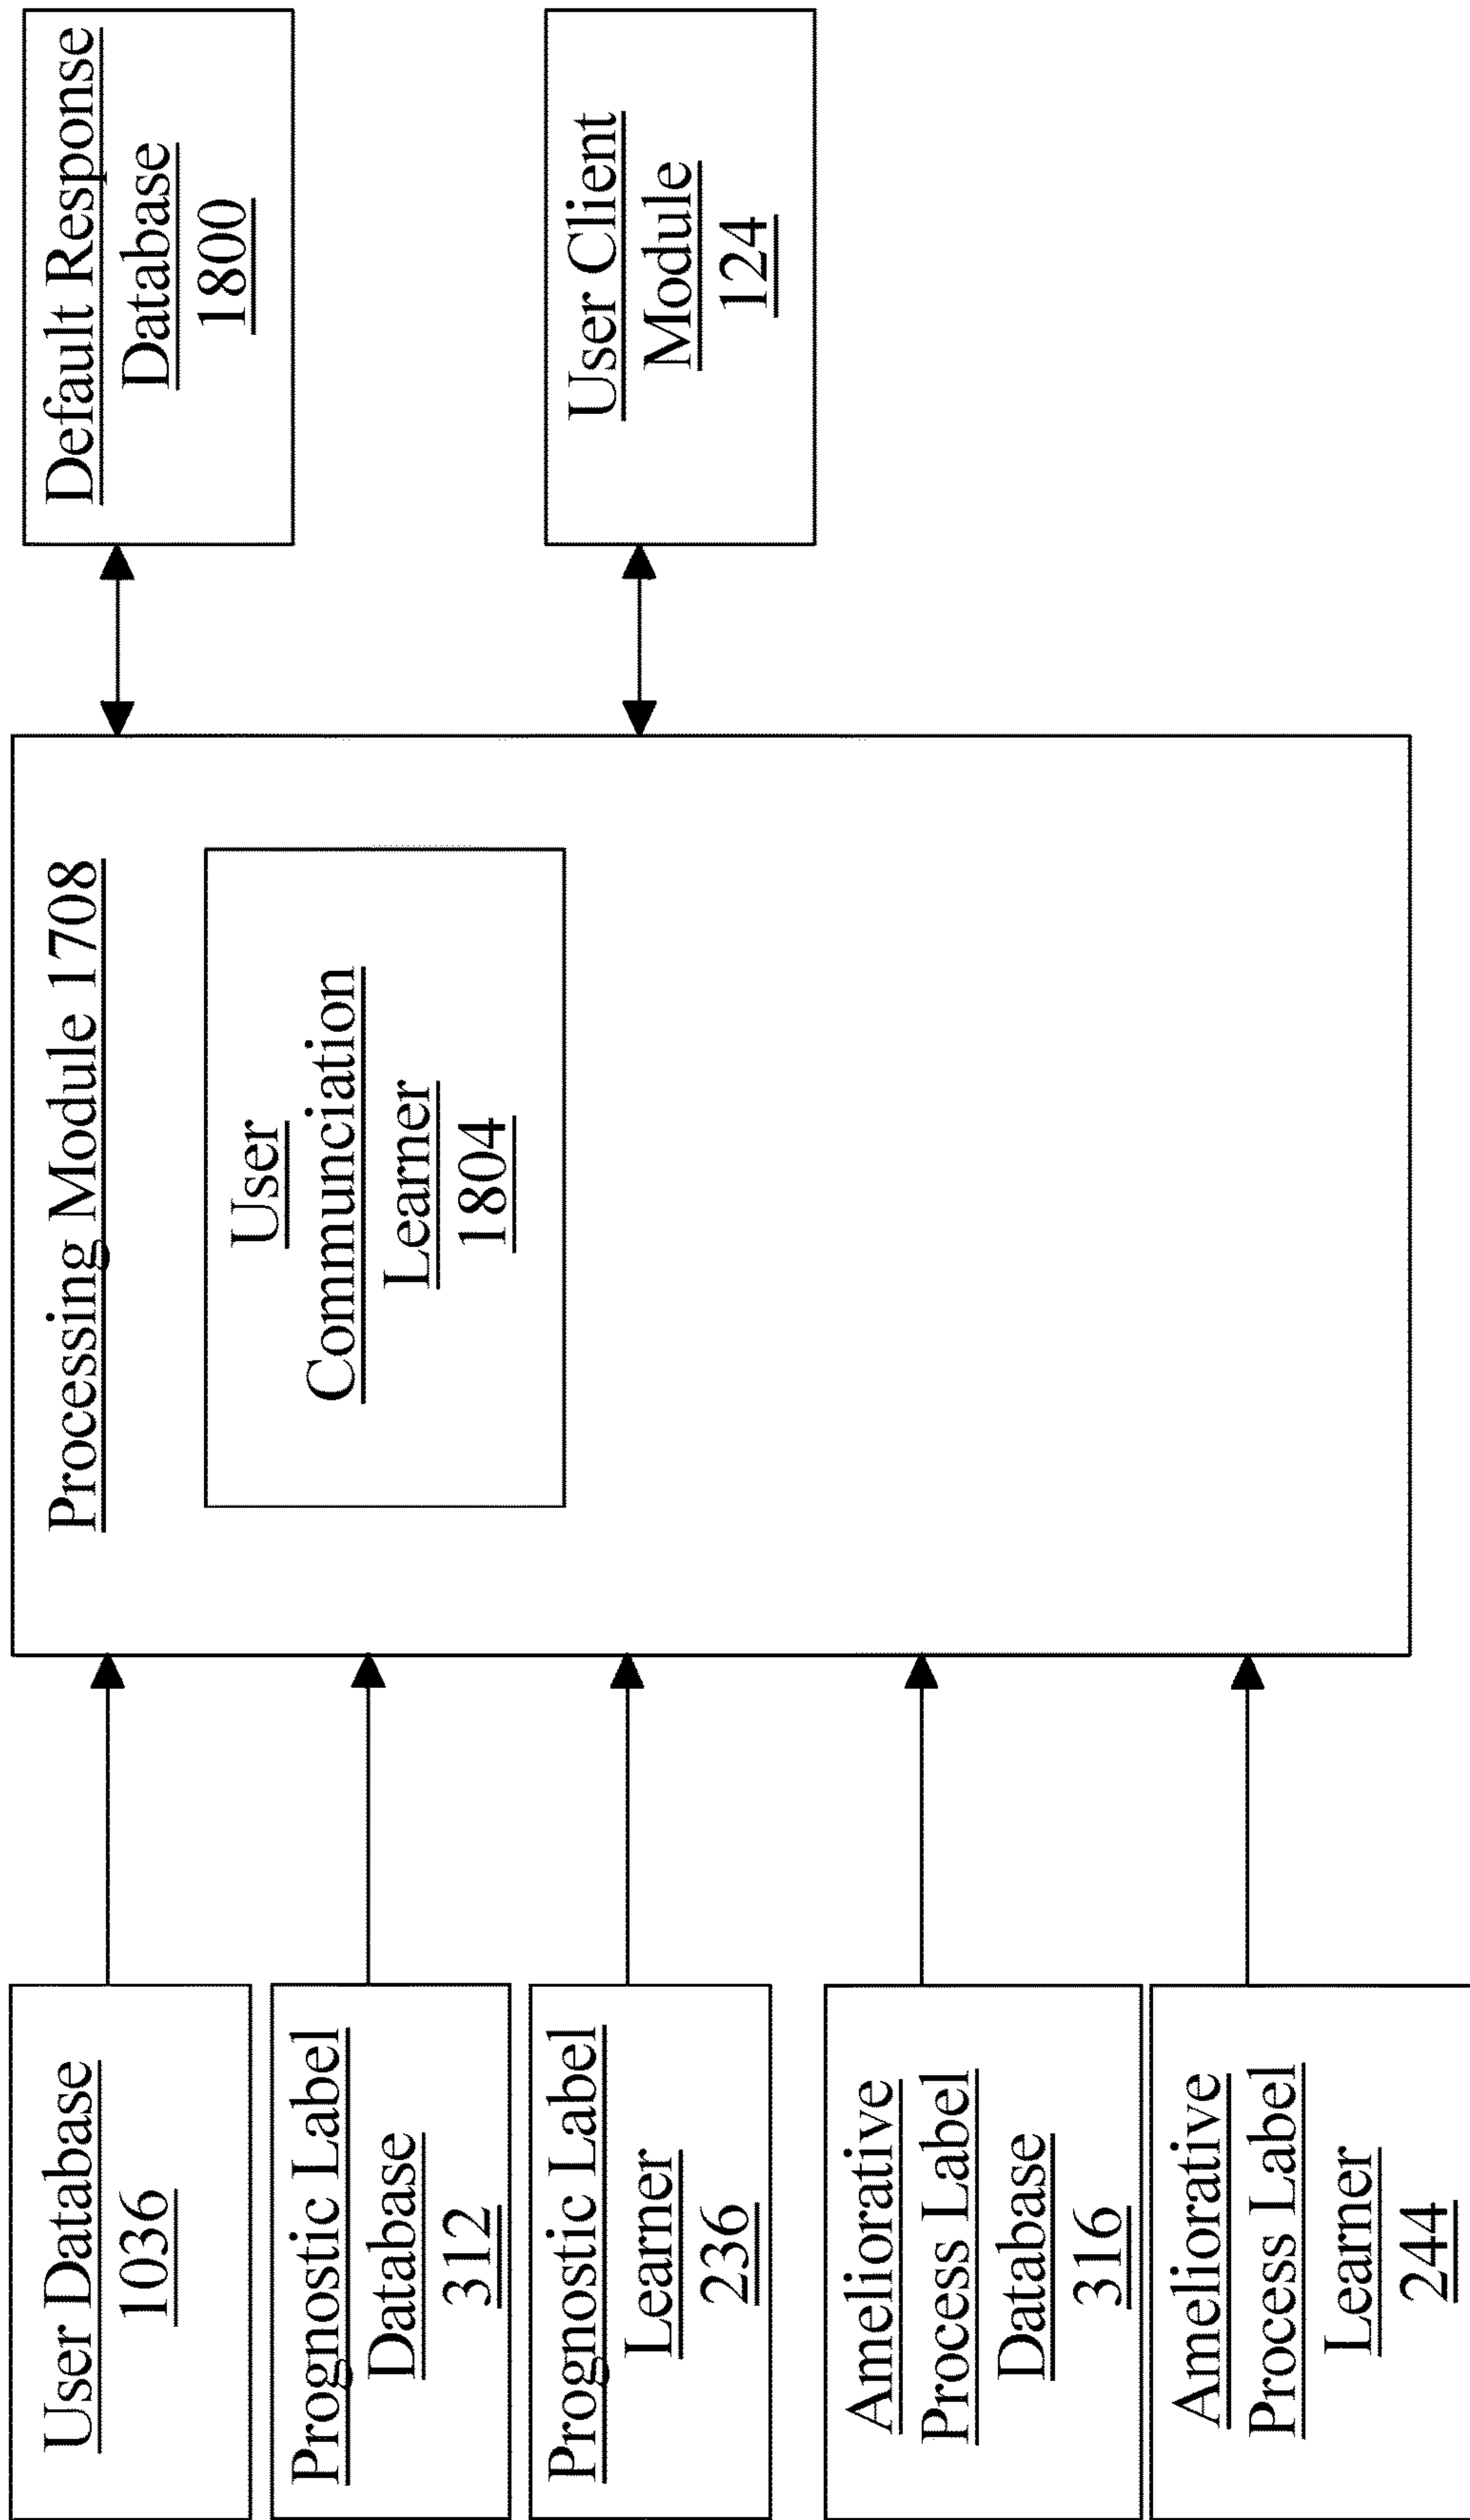 User Database
1036
Prognostic Label
Database
312
Prognostic Label
Learner
236
Ameliorative
Process Label
Database
316
Ameliorative
Process Label
Learner
244
Processing Module 1708
User
Communciation
Learner
1804
Default Response
Database
1800
User Client
Module
124